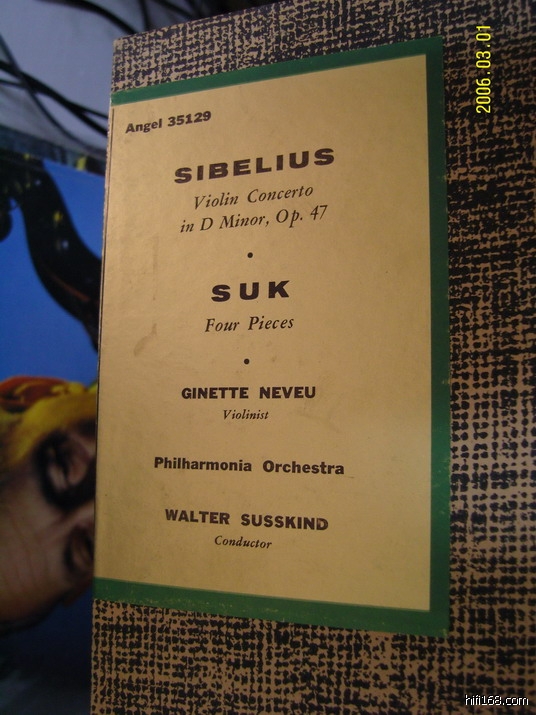 Angel 35129
SIBELIUS
Violin Concerto
in D Minor, Op. 47
•
SUK
Four Pieces
•
GINETTE NEVEU
Violinist
Philharmonia Orchestra
WALTER SUSSKIND
Conductor
2006.03.01
hifi168.com